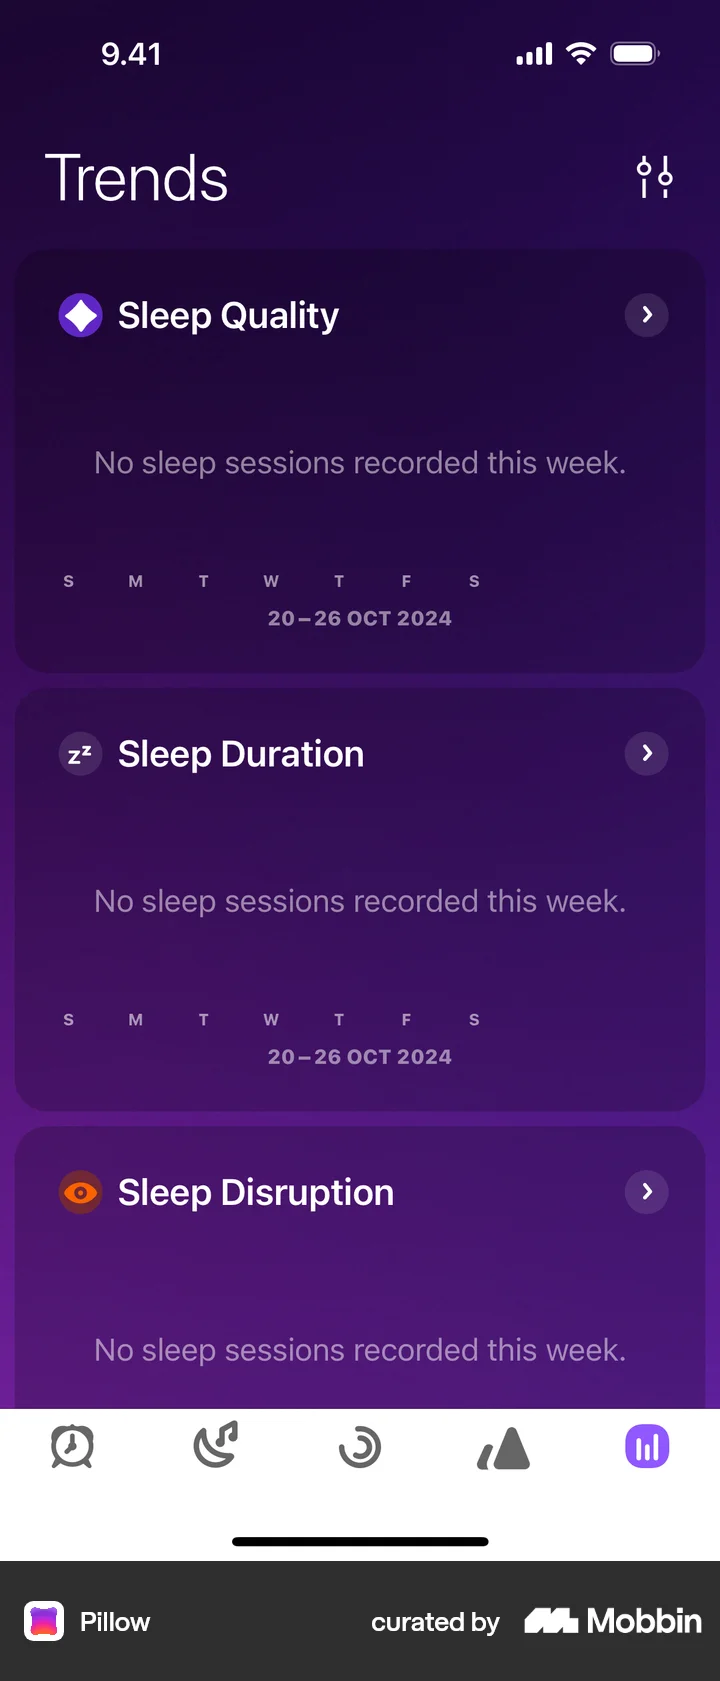 9.41
Trends
Sleep Quality
No sleep sessions recorded this week.
S M T W T F S
20–26 OCT 2024
zz Sleep Duration
No sleep sessions recorded this week.
S M T W T F S
20–26 OCT 2024
Sleep Disruption
No sleep sessions recorded this week.
Pillow curated by Mobbin